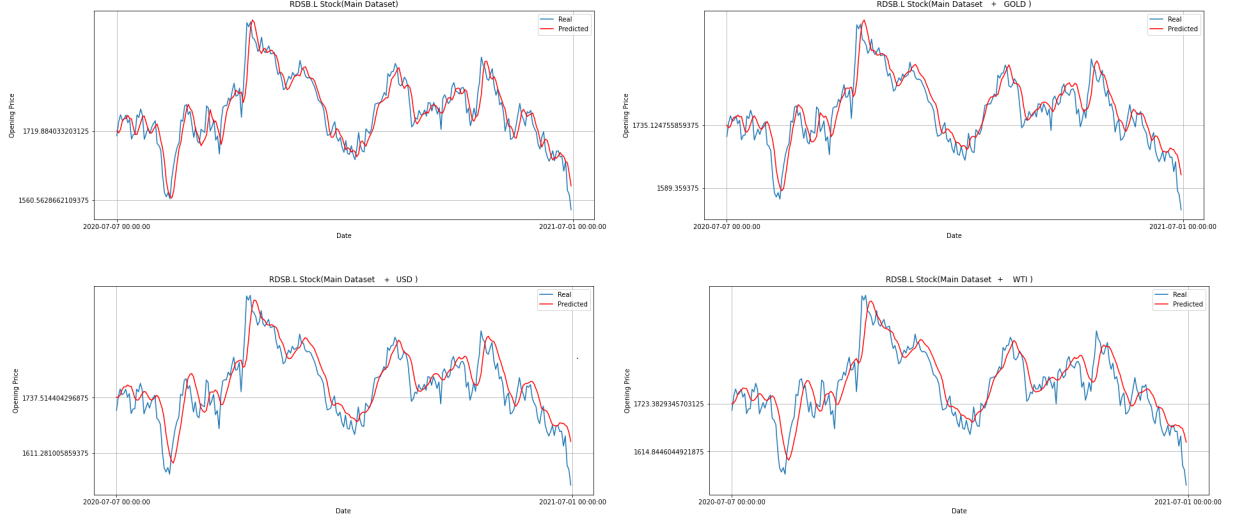 RDSB.L Stock(Main Dataset)
Real
Predicted
Opening Price
1719.884033203125
1560.5628662109375
2020-07-07 00:00:00
2021-07-01 00:00:00
Date
RDSB.L Stock(Main Dataset + GOLD )
Real
Predicted
Opening Price
1735.124755859375
1589.359375
2020-07-07 00:00:00
2021-07-01 00:00:00
Date
RDSB.L Stock(Main Dataset + USD )
Real
Predicted
Opening Price
1737.514404296875
1611.281005859375
2020-07-07 00:00:00
2021-07-01 00:00:00
Date
RDSB.L Stock(Main Dataset + WTI )
Real
Predicted
Opening Price
1723.3829345703125
1614.8446044921875
2020-07-07 00:00:00
2021-07-01 00:00:00
Date